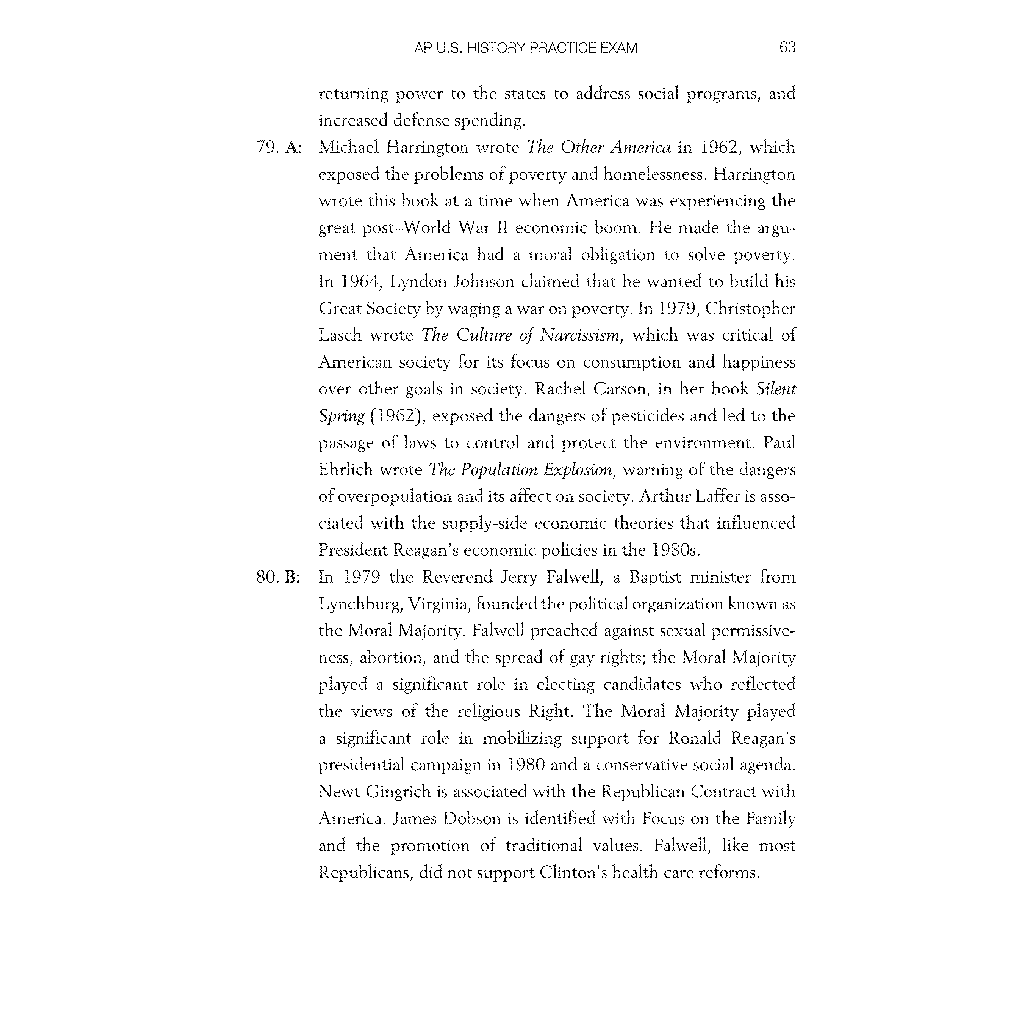 AP U.S. HISTORY PRACTICE EXAM 63
returning power to the states to address social programs, and
increased defense spending.
79. A: Michael Harrington wrote The Other America in 1962, which
exposed the problems of poverty and homelessness. Harrington
wrote this book at a time when America was experiencing the
great post–World War II economic boom. He made the argu-
ment that America had a moral obligation to solve poverty.
In 1964, Lyndon Johnson claimed that he wanted to build his
Great Society by waging a war on poverty. In 1979, Christopher
Lasch wrote The Culture of Narcissism, which was critical of
American society for its focus on consumption and happiness
over other goals in society. Rachel Carson, in her book Silent
Spring (1962), exposed the dangers of pesticides and led to the
passage of laws to control and protect the environment. Paul
Ehrlich wrote The Population Explosion, warning of the dangers
of overpopulation and its affect on society. Arthur Laffer is asso-
ciated with the supply-side economic theories that influenced
President Reagan's economic policies in the 1980s.
80. B: In 1979 the Reverend Jerry Falwell, a Baptist minister from
Lynchburg, Virginia, founded the political organization known as
the Moral Majority. Falwell preached against sexual permissive-
ness, abortion, and the spread of gay rights; the Moral Majority
played a significant role in electing candidates who reflected
the views of the religious Right. The Moral Majority played
a significant role in mobilizing support for Ronald Reagan's
presidential campaign in 1980 and a conservative social agenda.
Newt Gingrich is associated with the Republican Contract with
America. James Dobson is identified with Focus on the Family
and the promotion of traditional values. Falwell, like most
Republicans, did not support Clinton's health care reforms.